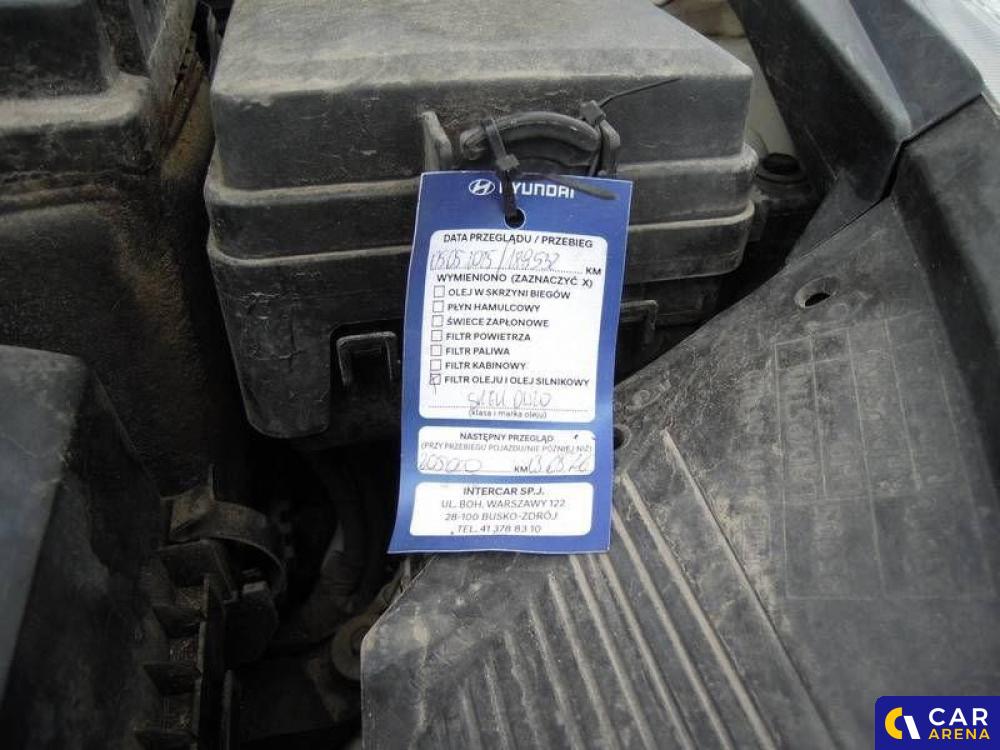 HYUNDAI
DATA PRZEGLĄDU / PRZEBIEG
189532 KM
WYMIENIONO (ZAZNACZYĆ X)
OLEJ W SKRZYNI BIEGÓW
PŁYN HAMULCOWY
ŚWIECE ZAPŁONOWE
FILTR POWIETRZA
FILTR PALIWA
FILTR KABINOWY
FILTR OLEJU I OLEJ SILNIKOWY
(klasa i marka oleju)
NASTĘPNY PRZEGLĄD
(PRZY PRZEBIEGU POJAZDU/NIE PÓŹNIEJ NIŻ)
205000 KM
INTERCAR SP.J.
UL. BOH. WARSZAWY 122
28-100 BUSKO-ZDRÓJ
TEL. 41 378 83 10
CAR
ARENA